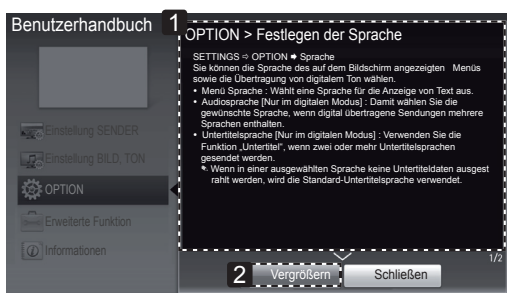 Benutzerhandbuch
1
OPTION > Festlegen der Sprache
SETTINGS ⇨ OPTION ➧ Sprache
Sie können die Sprache des auf dem Bildschirm angezeigten Menüs
sowie die Übertragung von digitalem Ton wählen.
• Menü Sprache : Wählt eine Sprache für die Anzeige von Text aus.
• Audiosprache [Nur im digitalen Modus] : Damit wählen Sie die
gewünschte Sprache, wenn digital übertragene Sendungen mehrere
Sprachen enthalten.
• Untertitelsprache [Nur im digitalen Modus] : Verwenden Sie die
Funktion „Untertitel", wenn zwei oder mehr Untertitelsprachen
gesendet werden.
Wenn in einer ausgewählten Sprache keine Untertiteldaten ausgest
rahlt werden, wird die Standard-Untertitelsprache verwendet.
Einstellung SENDER
Einstellung BILD, TON
OPTION
Erweiterte Funktion
Informationen
1/2
2
Vergrößern
Schließen